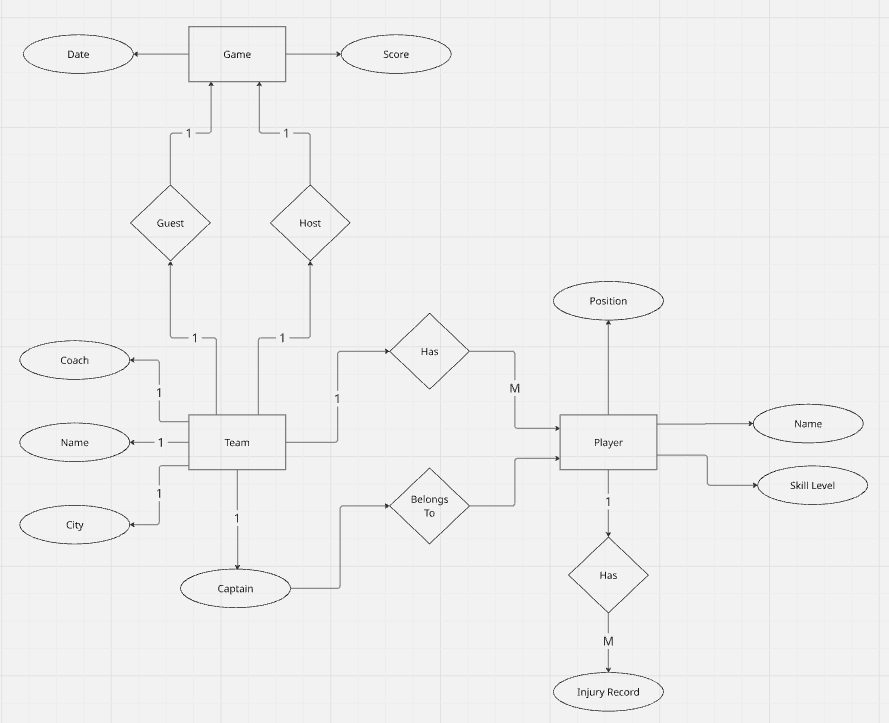 Date
Game
Score
1
1
Guest
Host
1
1
Position
Has
Coach
1
1
M
Name
Name
1
Team
Player
Skill Level
1
City
1
Belongs
To
1
Has
Captain
M
Injury Record